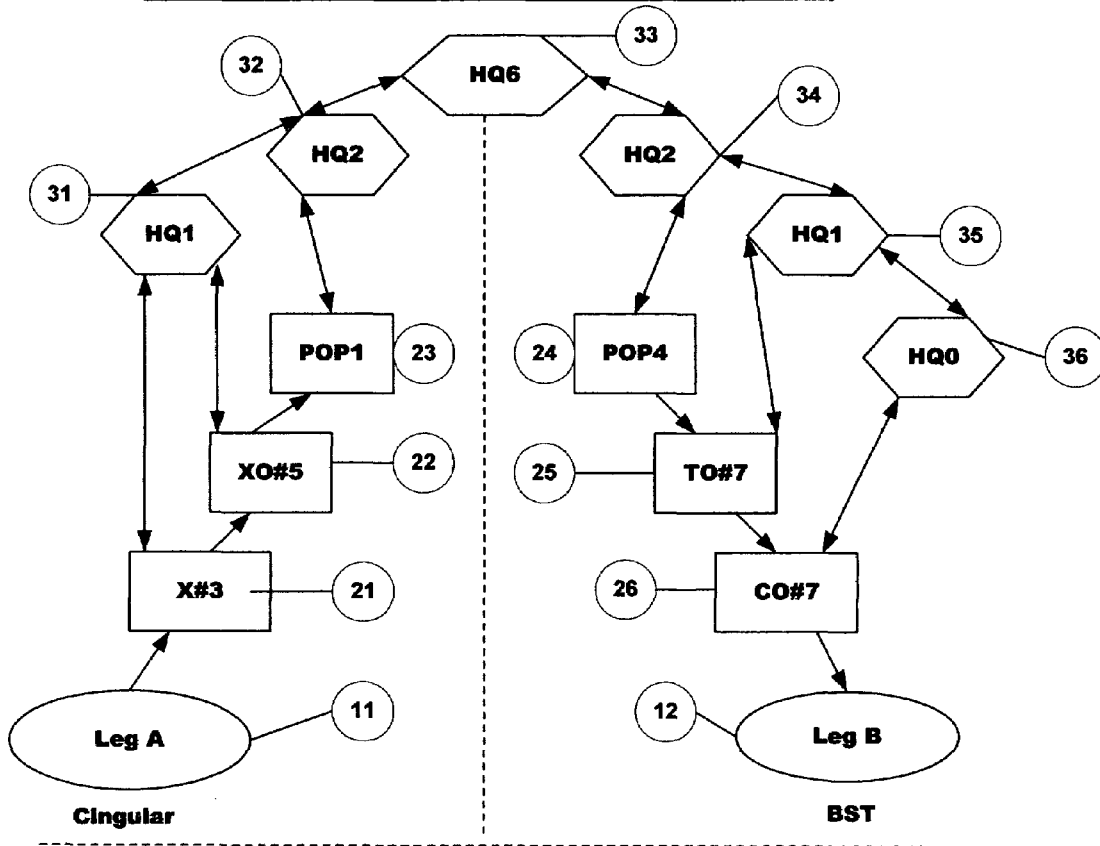 33
HQ6
32
34
HQ2
HQ2
31
HQ1
HQ1
35
POP1
23
24
POP4
HQ0
36
XO#5
22
25
TO#7
X#3
21
26
CO#7
Leg A
11
12
Leg B
Cingular
BST